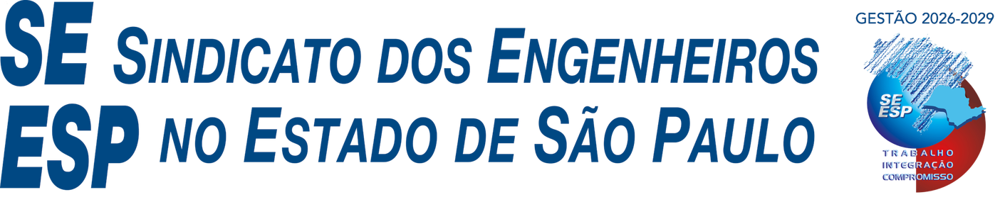 SE SINDICATO DOS ENGENHEIROS
ESP NO ESTADO DE SÃO PAULO
GESTÃO 2026-2029
SE
ESP
TRABALHO
INTEGRAÇÃO
COMPROMISSO